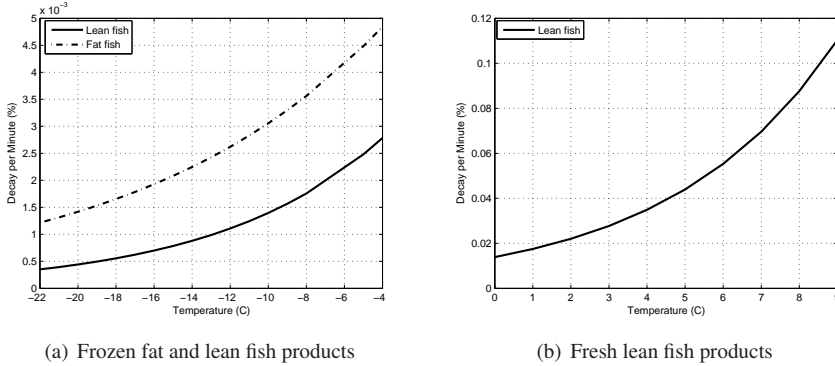 x 10−3
5
4.5
4
3.5
3
2.5
2
1.5
1
0.5
0
Decay per Minute (%)
Lean fish
Fat fish
−22 −20 −18 −16 −14 −12 −10 −8 −6 −4
Temperature (C)
(a) Frozen fat and lean fish products
0.12
0.1
0.08
0.06
0.04
0.02
0
Decay per Minute (%)
Lean fish
0 1 2 3 4 5 6 7 8 9
Temperature (C)
(b) Fresh lean fish products